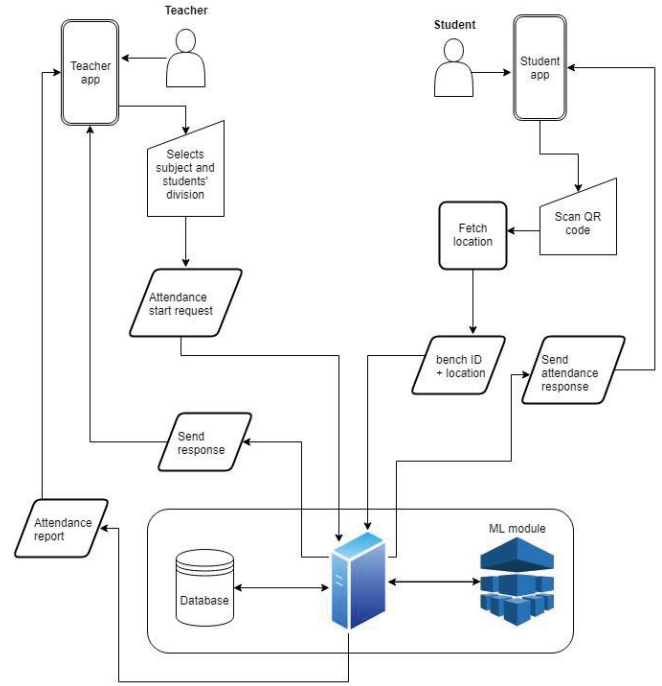 Teacher
Student
Teacher
app
Student
app
Selects
subject and
students'
division
Scan QR
code
Fetch
location
Attendance
start request
bench ID
+ location
Send
attendance
response
Send
response
Attendance
report
ML module
Database